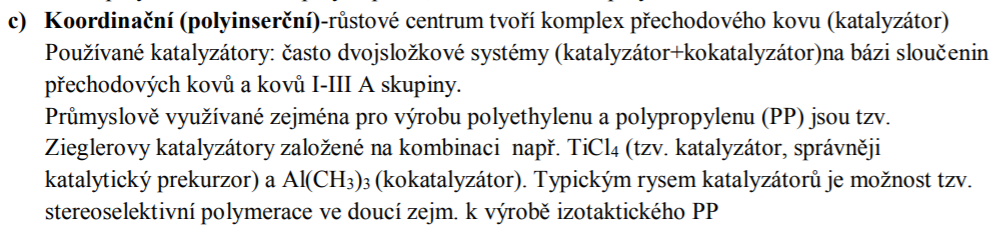 c) Koordinační (polyinserční)-růstové centrum tvoří komplex přechodového kovu (katalyzátor)
Používané katalyzátory: často dvojsložkové systémy (katalyzátor+kokatalyzátor)na bázi sloučenin
přechodových kovů a kovů I-III A skupiny.
Průmyslově využívané zejména pro výrobu polyethylenu a polypropylenu (PP) jsou tzv.
Zieglerovy katalyzátory založené na kombinaci např. TiCl4 (tzv. katalyzátor, správněji
katalytický prekurzor) a Al(CH3)3 (kokatalyzátor). Typickým rysem katalyzátorů je možnost tzv.
stereoselektivní polymerace ve doucí zejm. k výrobě izotaktického PP